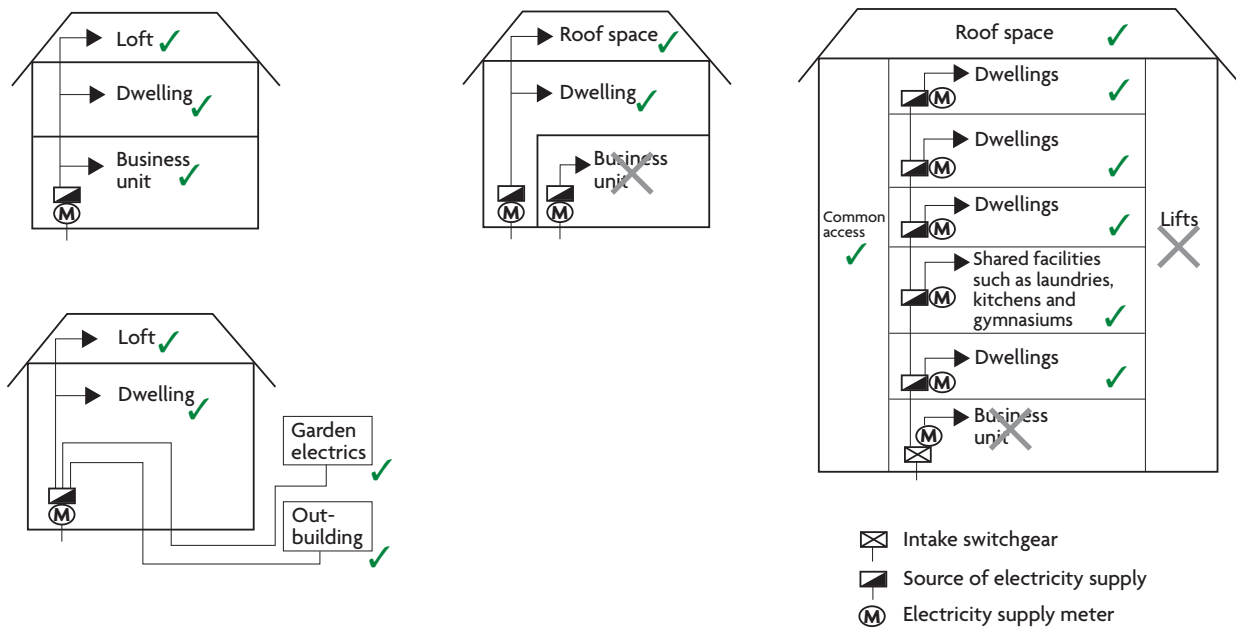 Loft
Dwelling
Business
unit
M
Roof space
Dwelling
Business
unit
M
M
Roof space
Dwellings
M
Dwellings
M
Dwellings
M
Common
access
Lifts
Shared facilities
such as laundries,
kitchens and
gymnasiums
M
Dwellings
M
Business
unit
M
Loft
Dwelling
Garden
electrics
Out-
building
M
Intake switchgear
Source of electricity supply
M Electricity supply meter